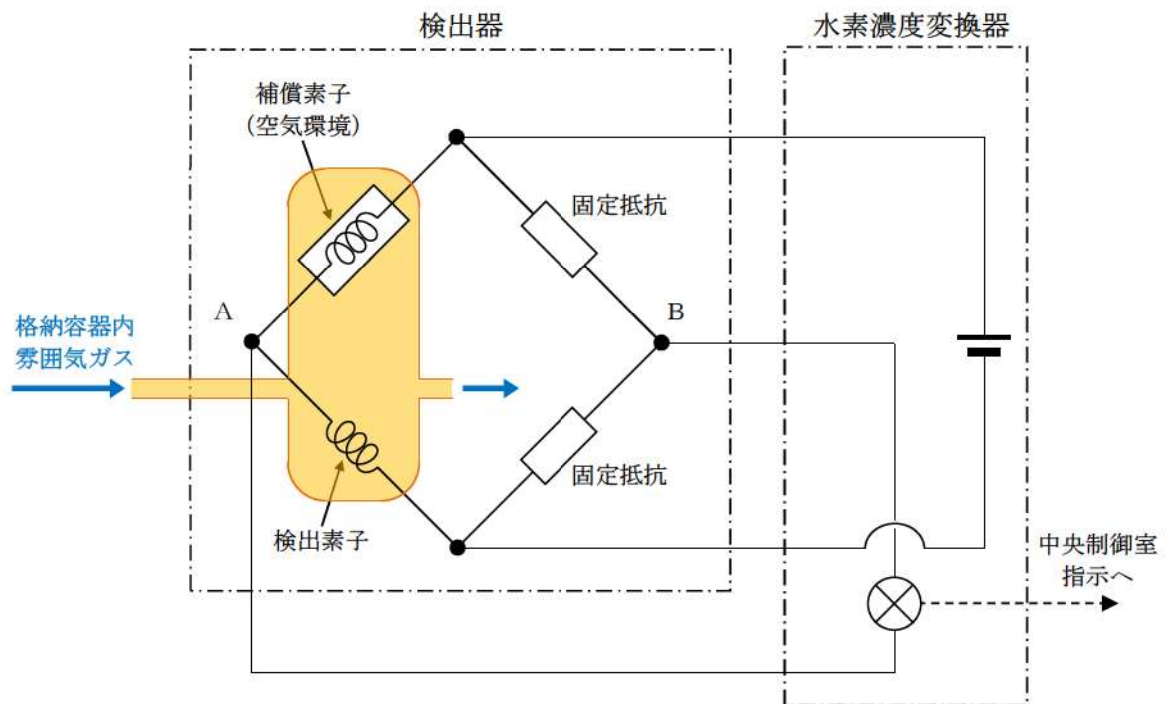 検出器
水素濃度変換器
補償素子
(空気環境)
固定抵抗
A
B
格納容器内
雰囲気ガス
固定抵抗
検出素子
中央制御室
指示へ